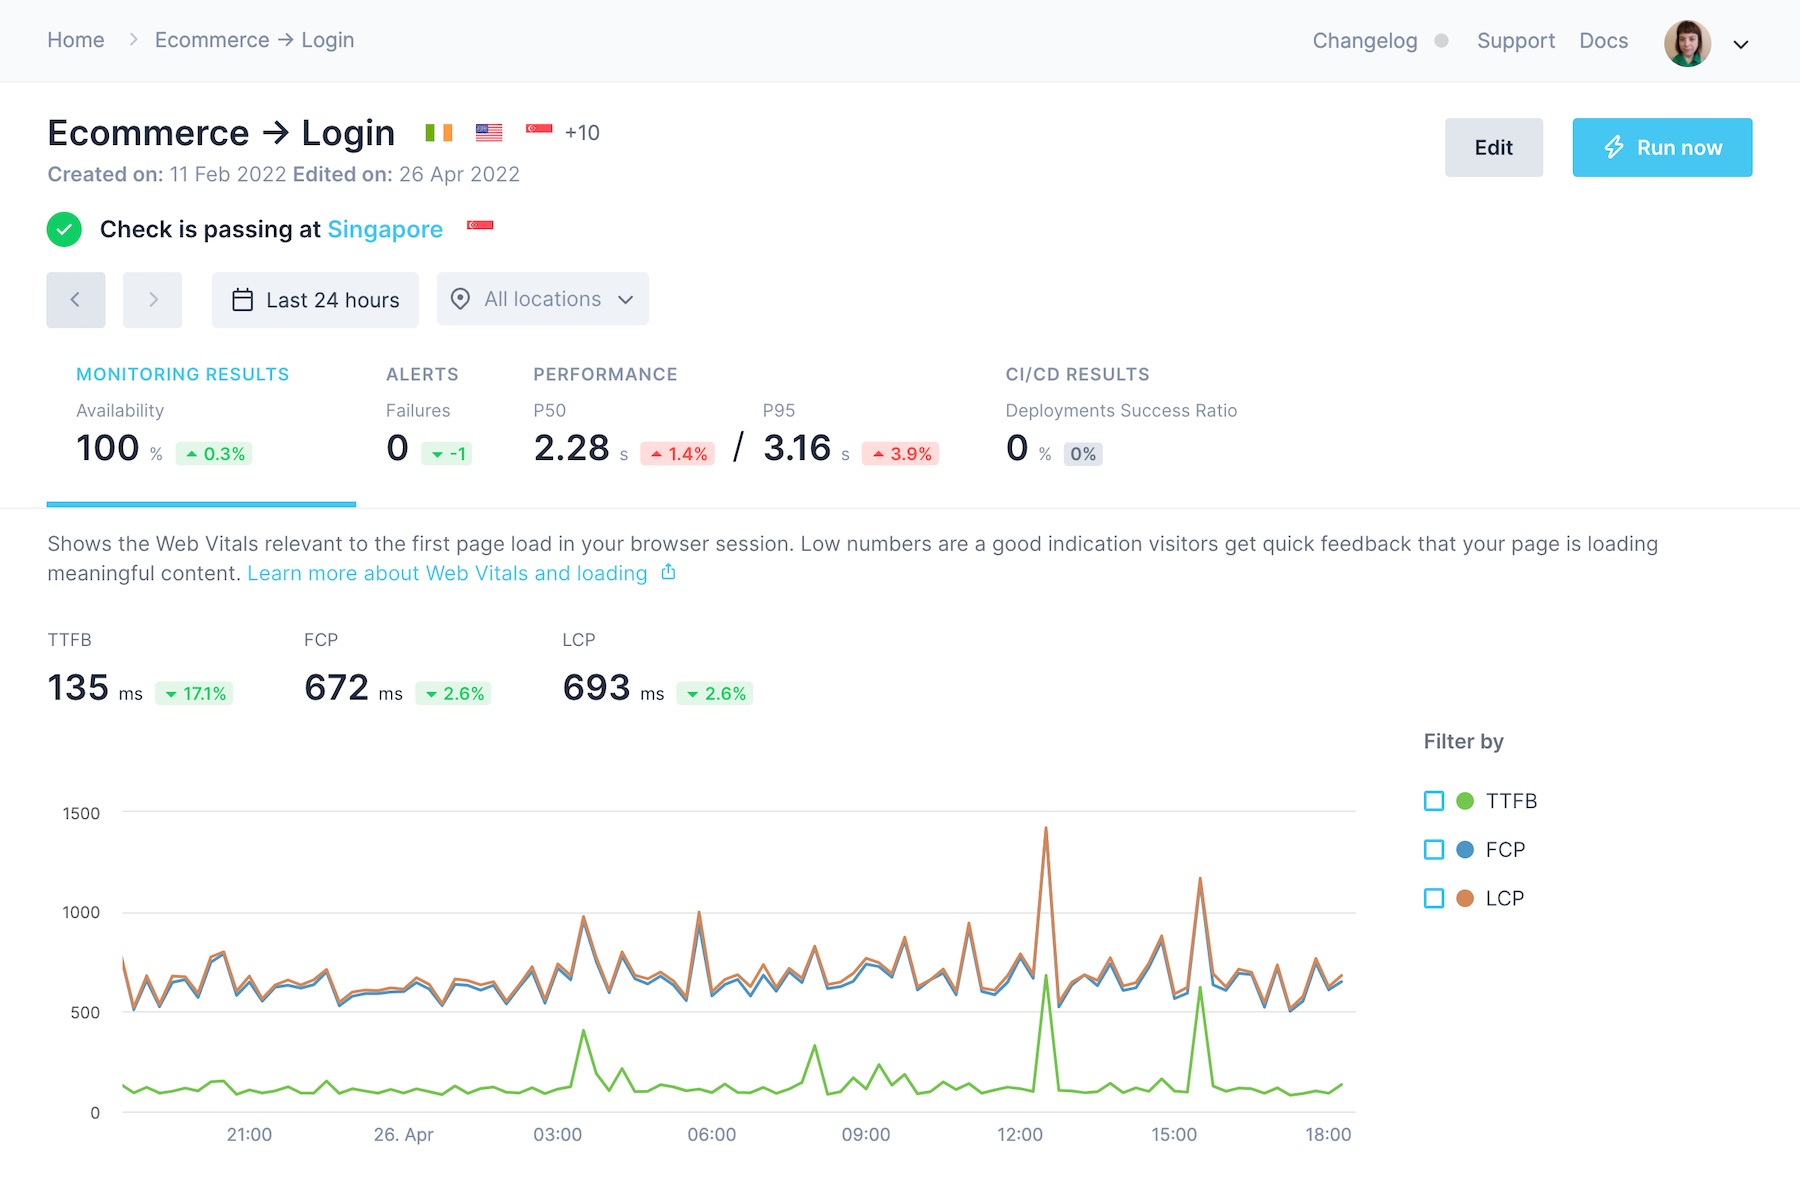 Home > Ecommerce → Login
Changelog Support Docs
Ecommerce → Login +10
Created on: 11 Feb 2022 Edited on: 26 Apr 2022
Edit
Run now
Check is passing at Singapore
Last 24 hours
All locations
MONITORING RESULTS
Availability
100 % 0.3%
ALERTS
Failures
0 -1
PERFORMANCE
P50 P95
2.28 s 1.4% / 3.16 s 3.9%
CI/CD RESULTS
Deployments Success Ratio
0 % 0%
Shows the Web Vitals relevant to the first page load in your browser session. Low numbers are a good indication visitors get quick feedback that your page is loading
meaningful content. Learn more about Web Vitals and loading
TTFB
135 ms 17.1%
FCP
672 ms 2.6%
LCP
693 ms 2.6%
Filter by
TTFB
FCP
LCP
1500
1000
500
0
21:00 26. Apr 03:00 06:00 09:00 12:00 15:00 18:00